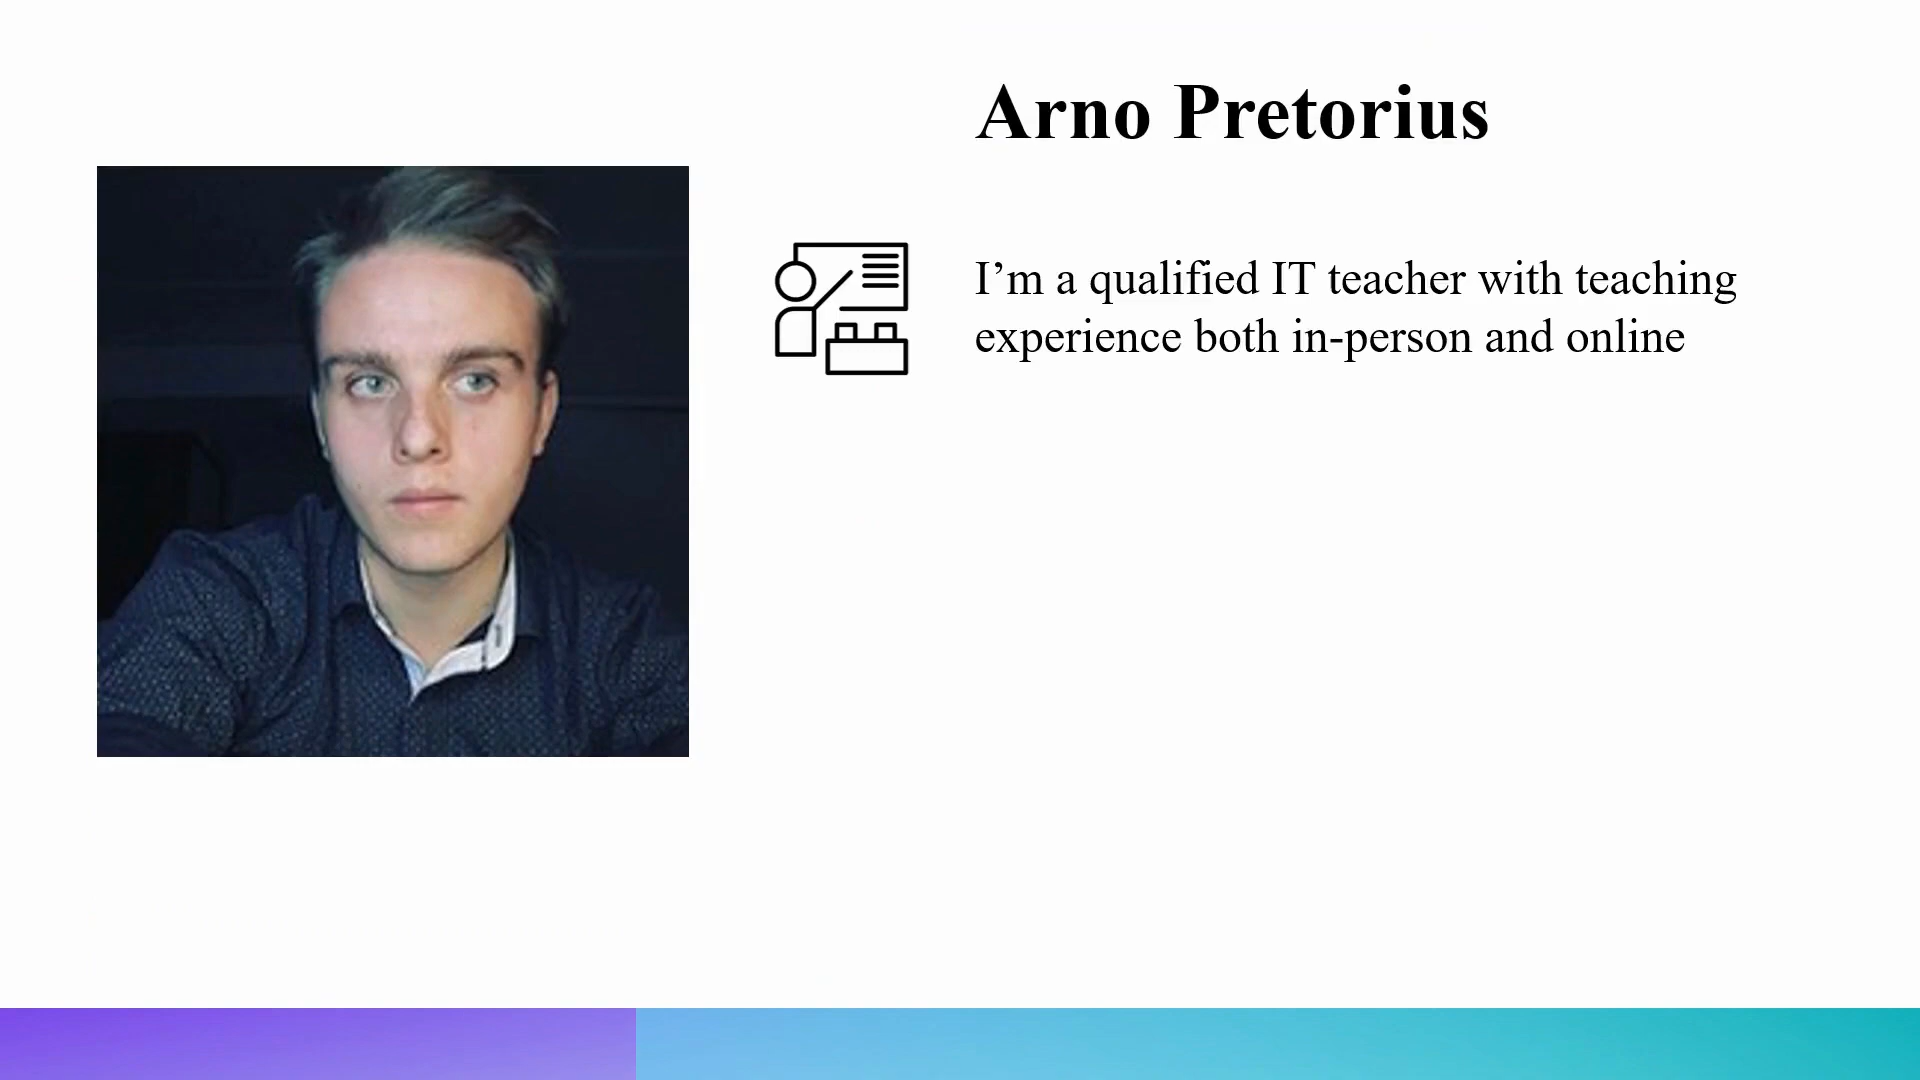 Arno Pretorius
I’m a qualified IT teacher with teaching
experience both in-person and online